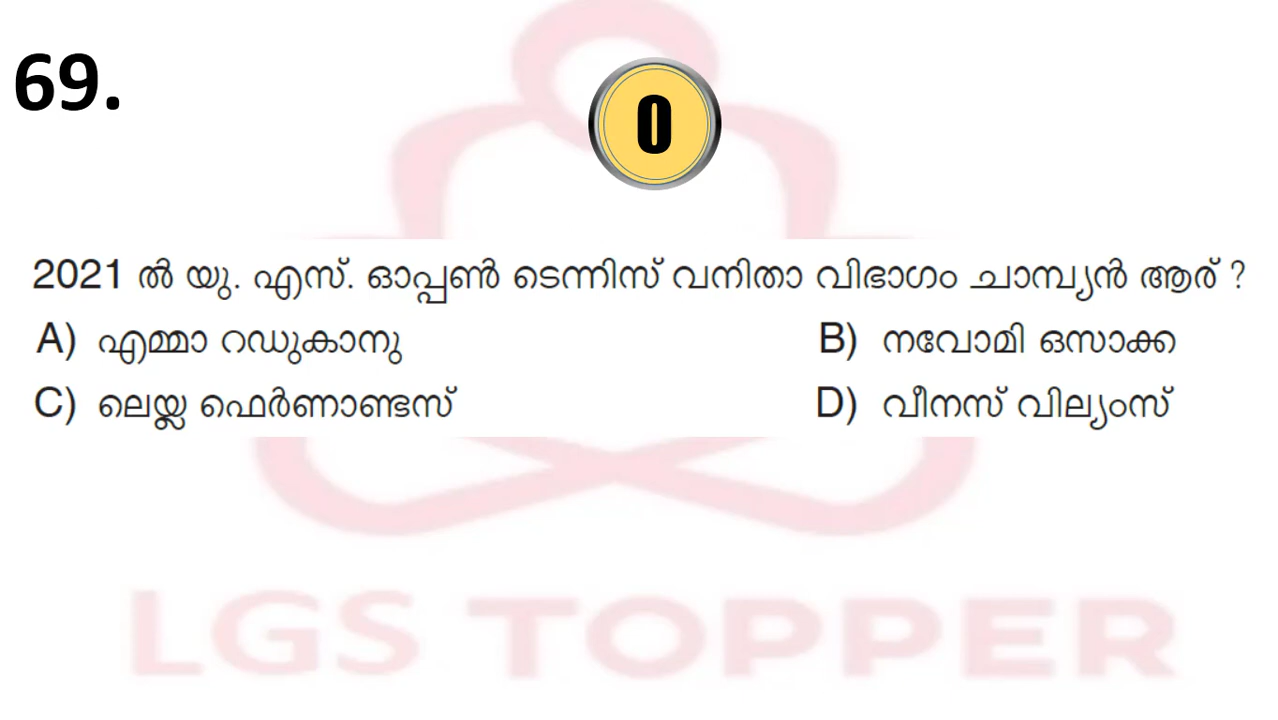 69.
0
2021 ൽ യു. എസ്. ഓപ്പൺ ടെന്നിസ് വനിതാ വിഭാഗം ചാമ്പ്യൻ ആര് ?
A) എമ്മാ റഡുകാനു B) നവോമി ഒസാക്ക
C) ലെയ്ല ഫെർണാണ്ടസ് D) വീനസ് വില്യംസ്
LGS TOPPER